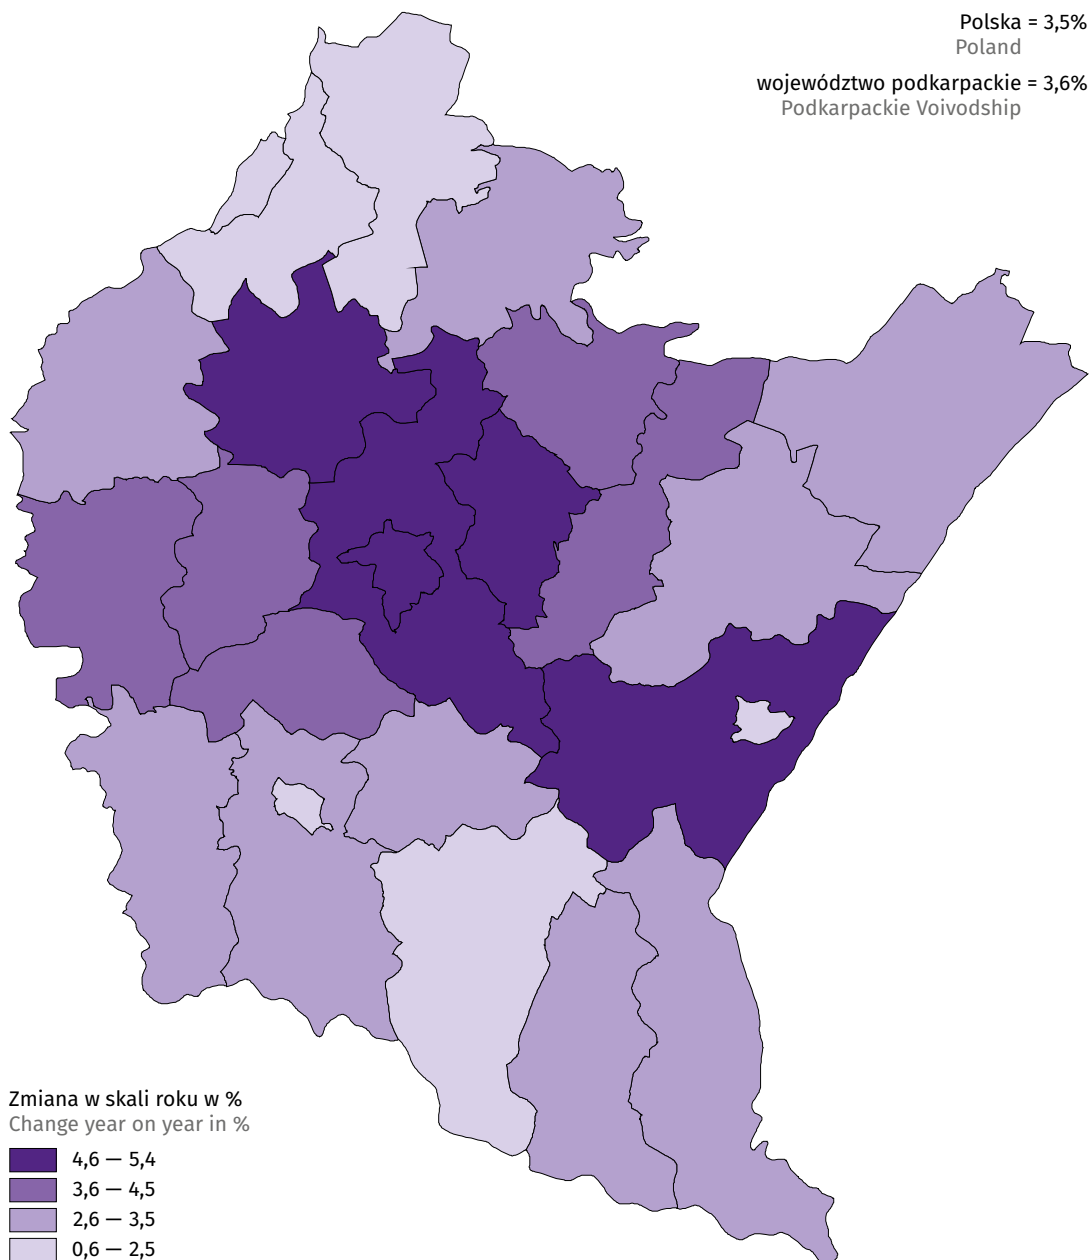 Polska = 3,5%
Poland
województwo podkarpackie = 3,6%
Podkarpackie Voivodship
Zmiana w skali roku w %
Change year on year in %
4,6 — 5,4
3,6 — 4,5
2,6 — 3,5
0,6 — 2,5